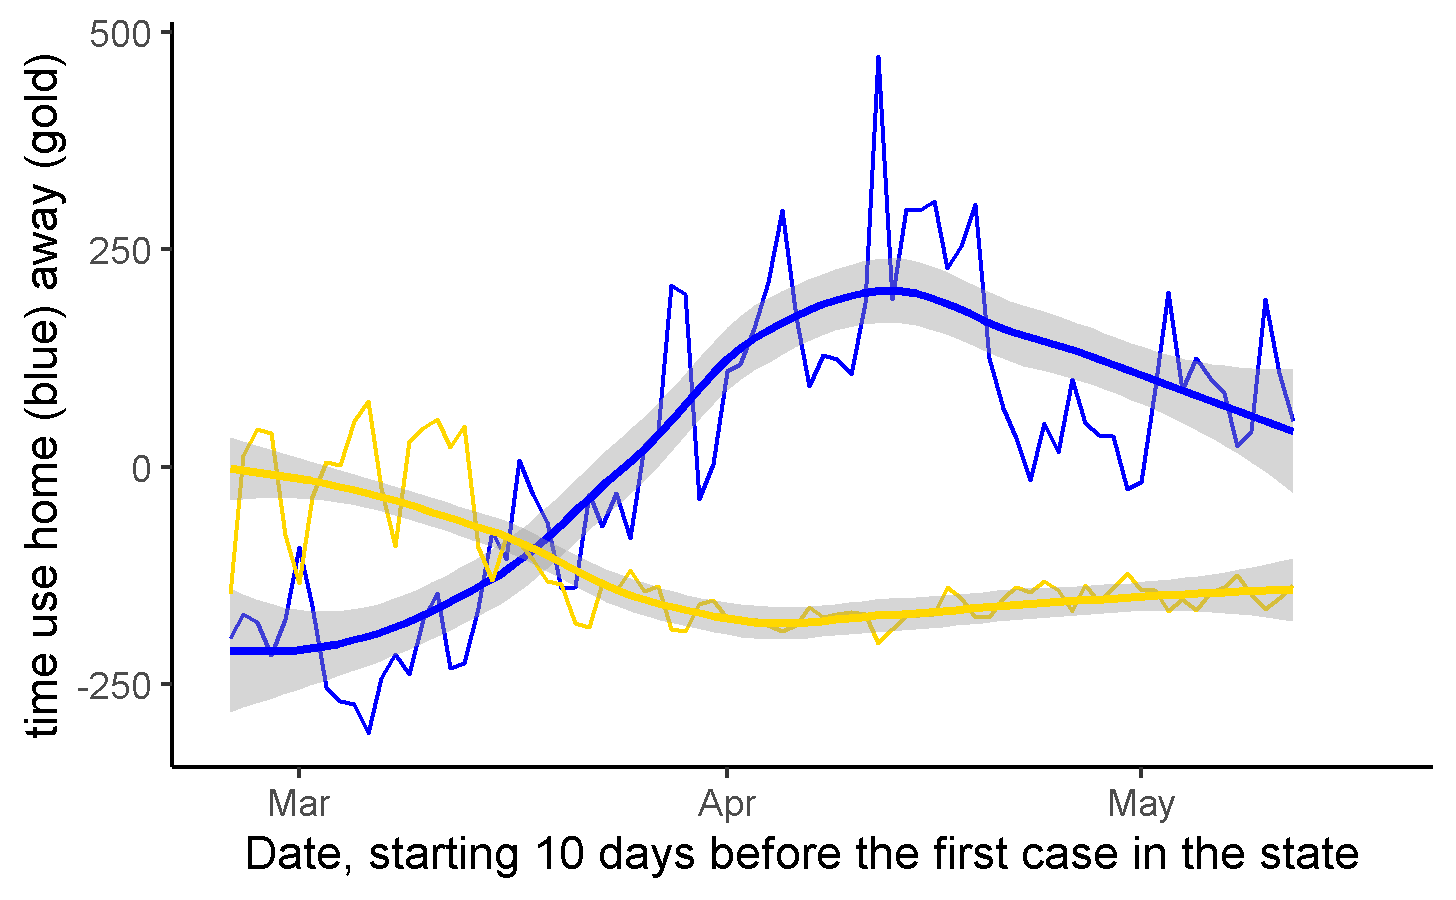 time use home (blue) away (gold)
500
250
0
-250
Mar Apr May
Date, starting 10 days before the first case in the state